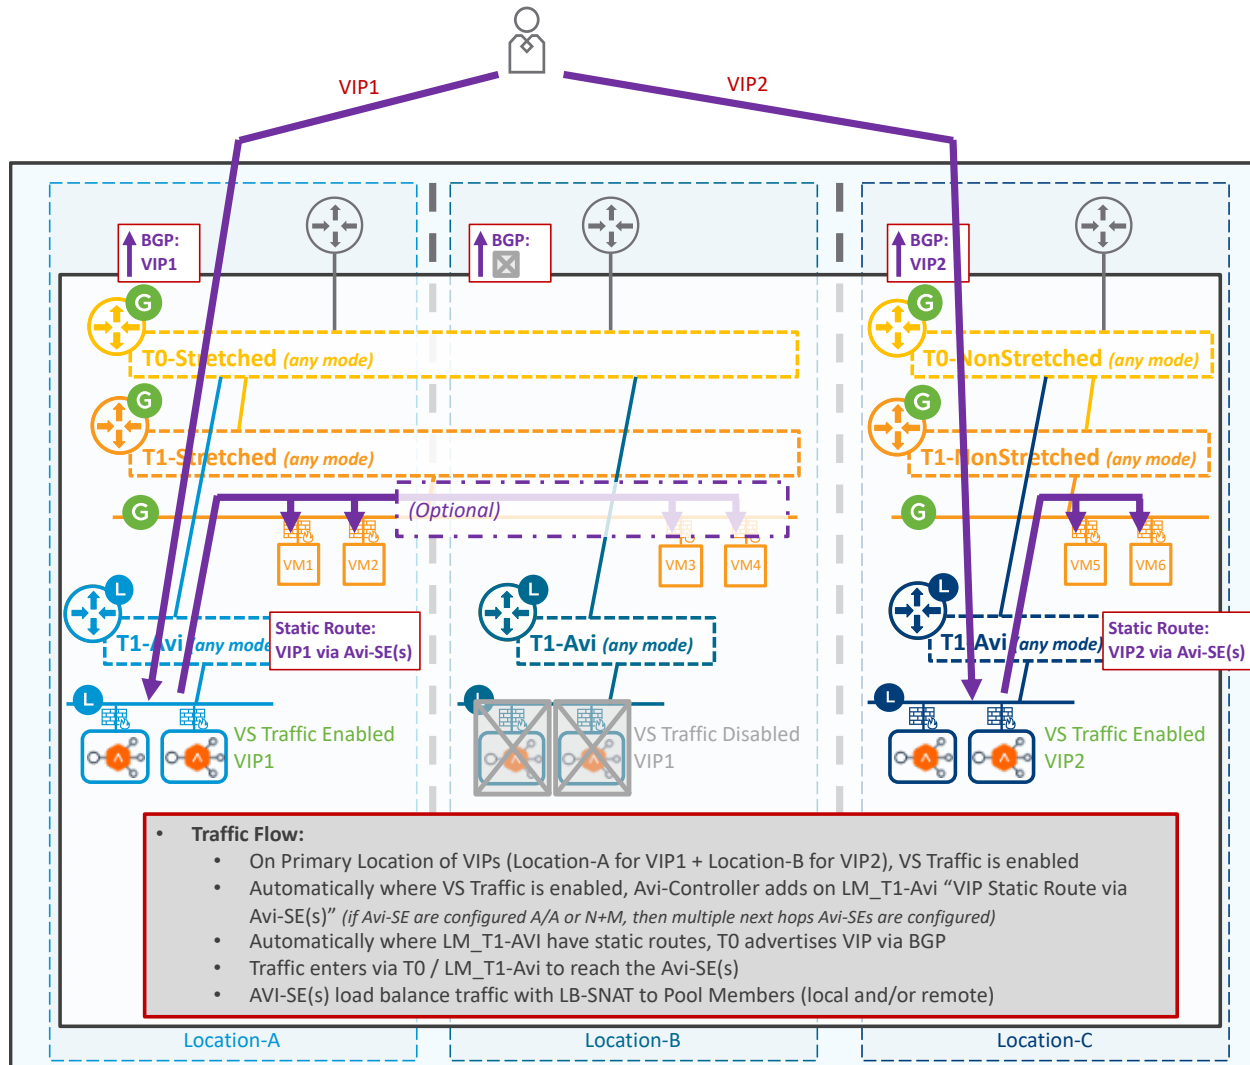 VIP1
VIP2
BGP:
VIP1
BGP:
BGP:
VIP2
G
T0-Stretched (any mode)
G
T0-NonStretched (any mode)
G
T1-Stretched (any mode)
G
T1-NonStretched (any mode)
G
(Optional)
G
VM1
VM2
VM3
VM4
VM5
VM6
L
T1-Avi (any mode)
Static Route:
VIP1 via Avi-SE(s)
L
T1-Avi (any mode)
L
T1-Avi (any mode)
Static Route:
VIP2 via Avi-SE(s)
L
VS Traffic Enabled
VIP1
L
VS Traffic Disabled
VIP1
L
VS Traffic Enabled
VIP2
• Traffic Flow:
• On Primary Location of VIPs (Location-A for VIP1 + Location-B for VIP2), VS Traffic is enabled
• Automatically where VS Traffic is enabled, Avi-Controller adds on LM_T1-Avi “VIP Static Route via
Avi-SE(s)” (if Avi-SE are configured A/A or N+M, then multiple next hops Avi-SEs are configured)
• Automatically where LM_T1-AVI have static routes, T0 advertises VIP via BGP
• Traffic enters via T0 / LM_T1-Avi to reach the Avi-SE(s)
• AVI-SE(s) load balance traffic with LB-SNAT to Pool Members (local and/or remote)
Location-A
Location-B
Location-C